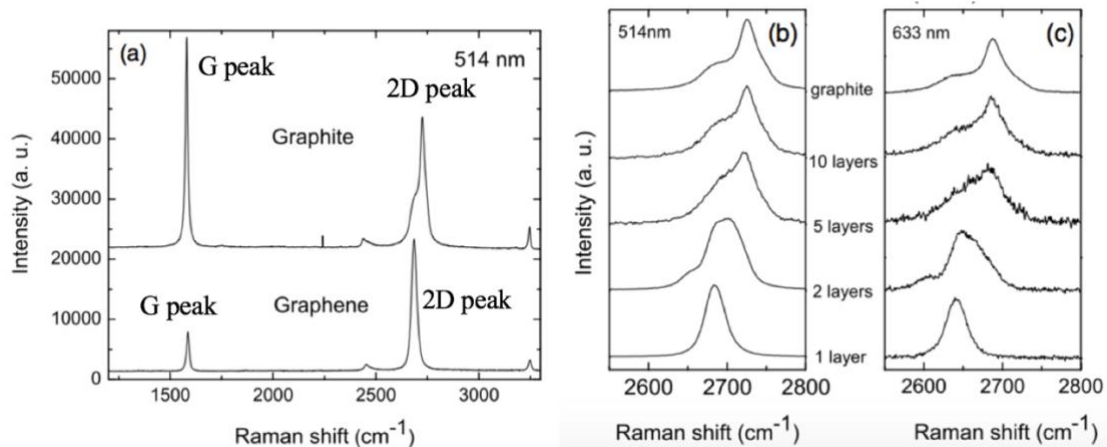 (a)
514 nm
G peak
2D peak
Graphite
G peak
Graphene
2D peak
50000
40000
30000
20000
10000
0
Intensity (a. u.)
1500
2000
2500
3000
Raman shift (cm-1)
514nm
(b)
Intensity (a. u.)
2600
2700
2800
Raman shift (cm-1)
graphite
10 layers
5 layers
2 layers
1 layer
633 nm
(c)
2600
2700
2800
Raman shift (cm-1)